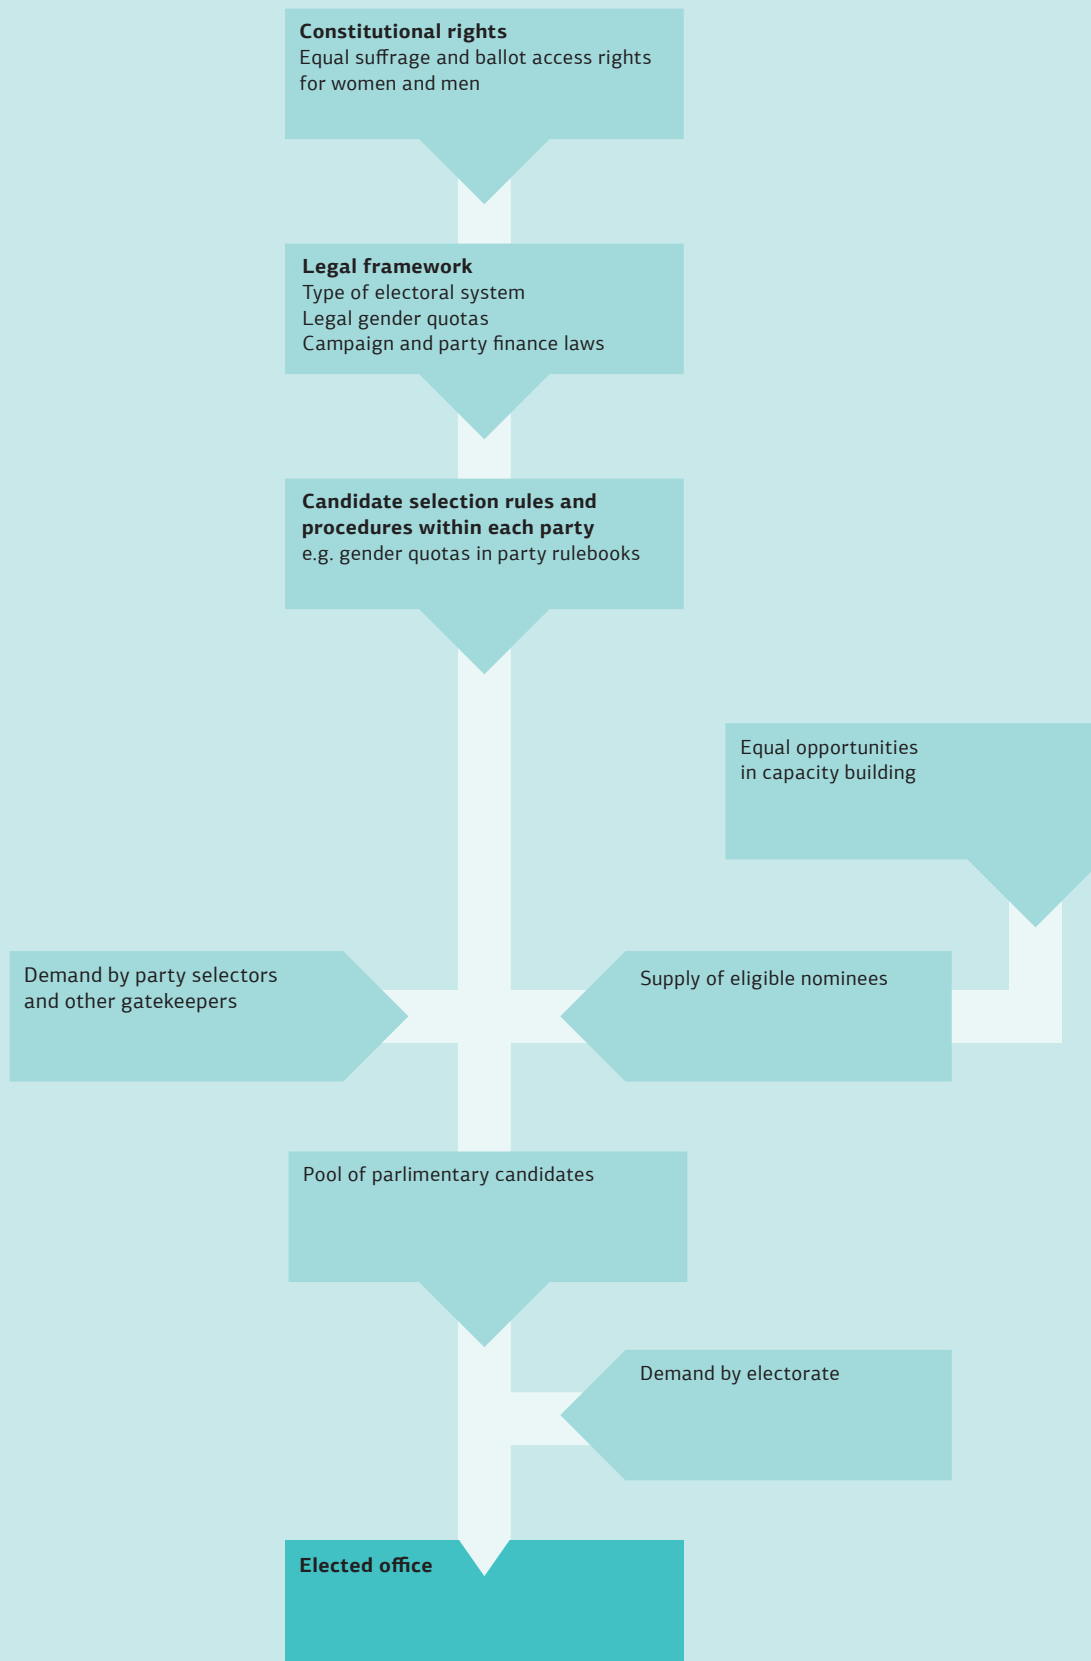 Constitutional rights
Equal suffrage and ballot access rights
for women and men
Legal framework
Type of electoral system
Legal gender quotas
Campaign and party finance laws
Candidate selection rules and
procedures within each party
e.g. gender quotas in party rulebooks
Equal opportunities
in capacity building
Demand by party selectors
and other gatekeepers
Supply of eligible nominees
Pool of parlimentary candidates
Demand by electorate
Elected office